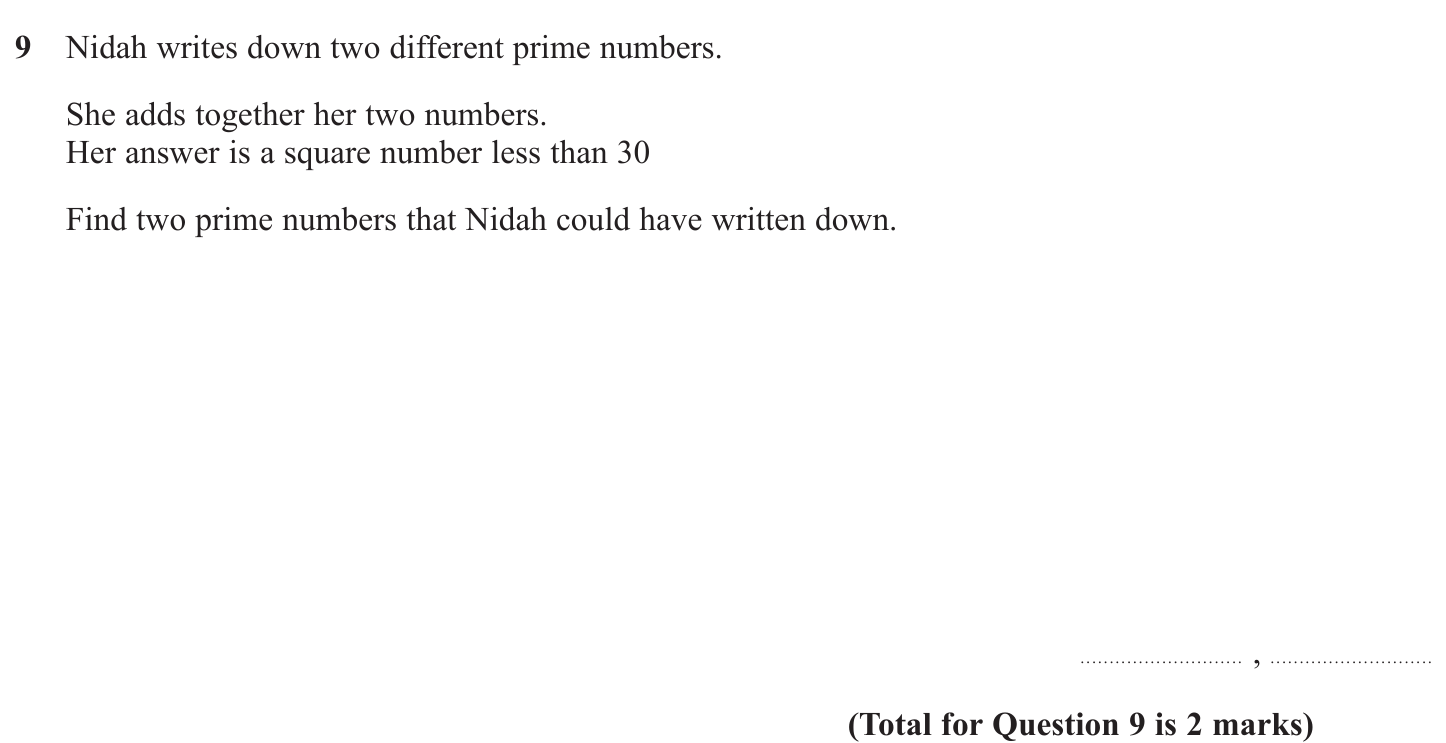 9 Nidah writes down two different prime numbers.
She adds together her two numbers.
Her answer is a square number less than 30
Find two prime numbers that Nidah could have written down.
........................... , ...........................
(Total for Question 9 is 2 marks)